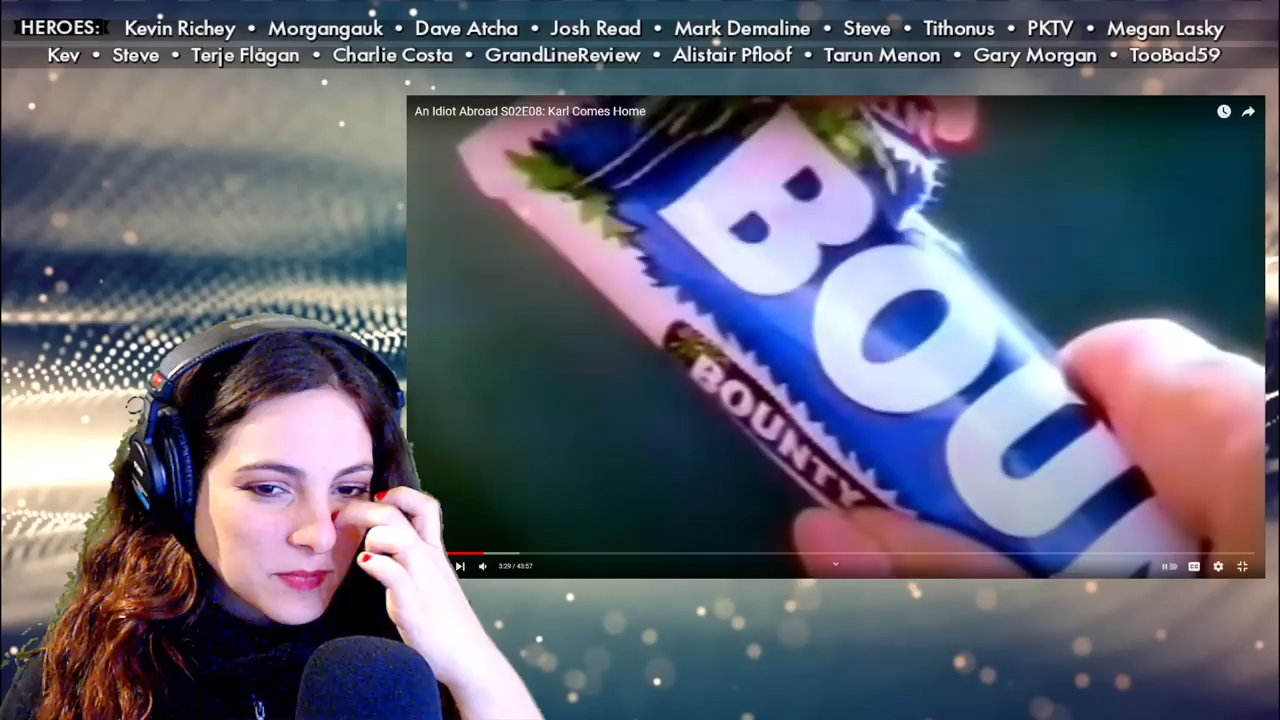 HEROES: Kevin Richey • Morgangauk • Dave Atcha • Josh Read • Mark Demaline • Steve • Tithonus • PKTV • Megan Lasky
Kev • Steve • Terje Flågan • Charlie Costa • GrandLineReview • Alistair Pfloof • Tarun Menon • Gary Morgan • TooBad59
An Idiot Abroad S02E08: Karl Comes Home
BOU
BOUNTY
3:29 / 43:57
CC